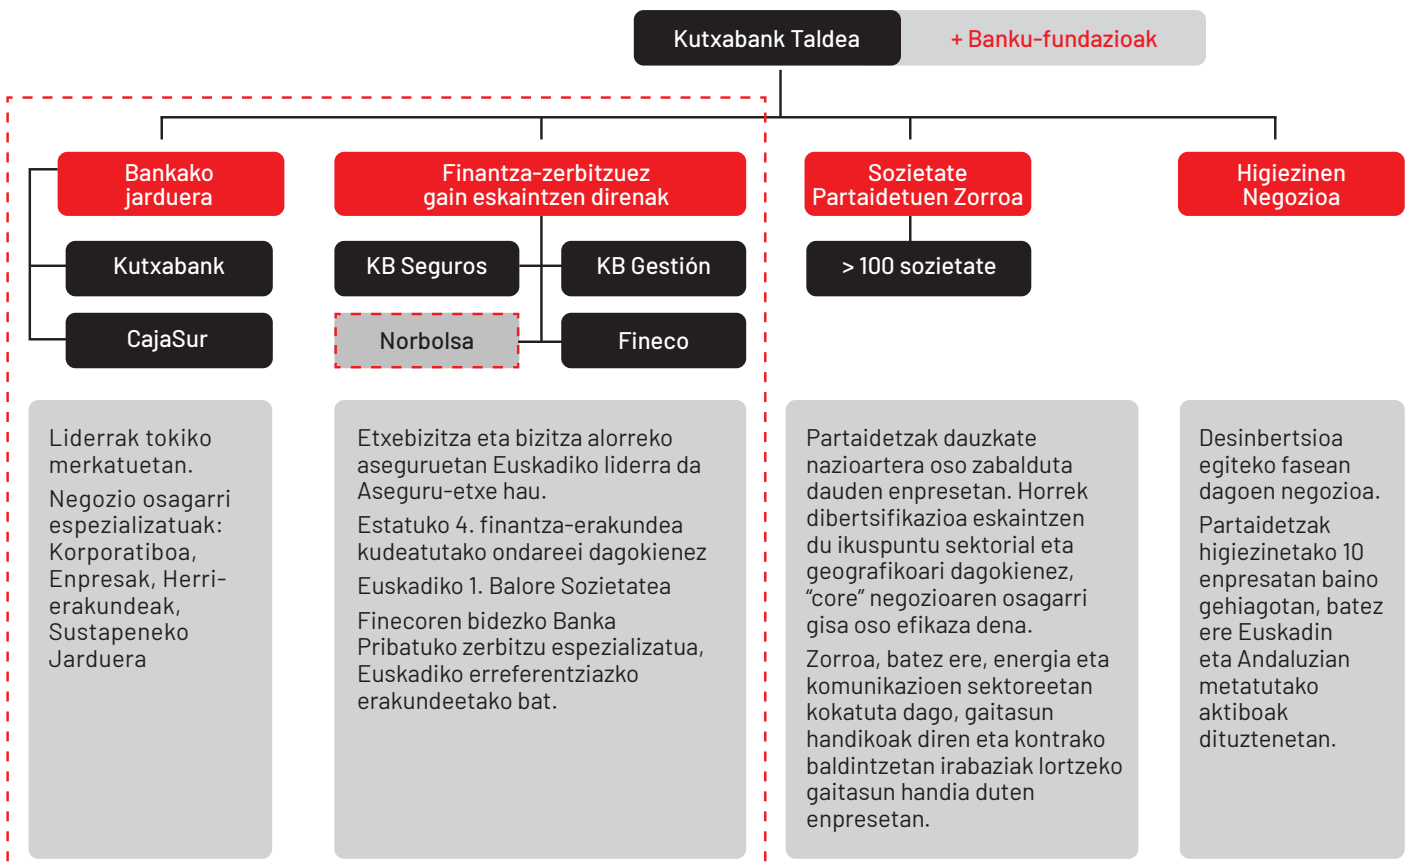 Kutxabank Taldea
+ Banku-fundazioak
Bankako
jarduera
Finantza-zerbitzuez
gain eskaintzen direnak
Sozietate
Partaidetuen Zorroa
Higiezinen
Negozioa
Kutxabank
KB Seguros
KB Gestión
> 100 sozietate
CajaSur
Norbolsa
Fineco
Liderrak tokiko
merkatuetan.
Negozio osagarri
espezializatuak:
Korporatiboa,
Enpresak, Herri-
erakundeak,
Sustapeneko
Jarduera
Etxebizitza eta bizitza alorreko
aseguruetan Euskadiko liderra da
Aseguru-etxe hau.
Estatuko 4. finantza-erakundea
kudeatutako ondareei dagokienez
Euskadiko 1. Balore Sozietatea
Finecoren bidezko Banka
Pribatuko zerbitzu espezializatua,
Euskadiko erreferentziazko
erakundeetako bat.
Partaidetzak dauzkate
nazioartera oso zabalduta
dauden enpresetan. Horrek
dibertsifikazioa eskaintzen
du ikuspuntu sektorial eta
geografikoari dagokienez,
“core” negozioaren osagarri
gisa oso efikaza dena.
Zorroa, batez ere, energia eta
komunikazioen sektoreetan
kokatuta dago, gaitasun
handikoak diren eta kontrako
baldintzetan irabaziak lortzeko
gaitasun handia duten
enpresetan.
Desinbertsioa
egiteko fasean
dagoen negozioa.
Partaidetzak
higiezinetako 10
enpresatan baino
gehiagotan, batez
ere Euskadin
eta Andaluzian
metatutako
aktiboak
dituztenetan.